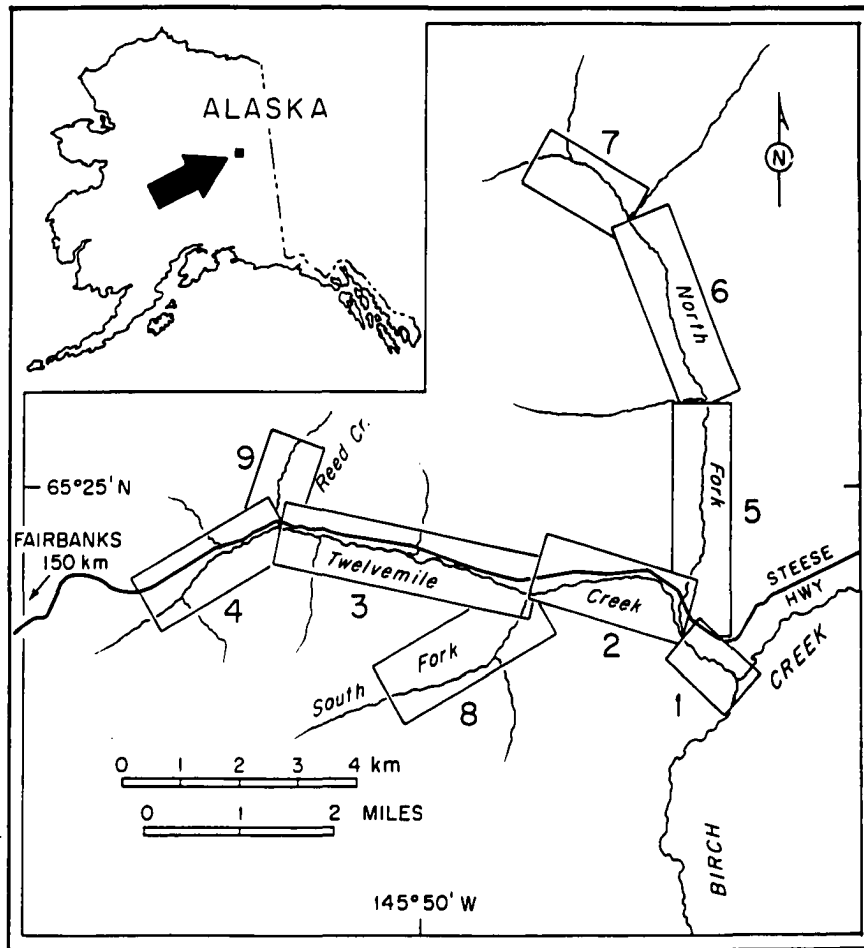 ALASKA
N
7
6
North
9
Reed Cr.
65°25'N
Fork
5
FAIRBANKS
150 km
STEESE
HWY
4
3
Twelvemile
Creek
2
CREEK
South
Fork
8
1
0 1 2 3 4 km
0 1 2 MILES
BIRCH
145°50' W